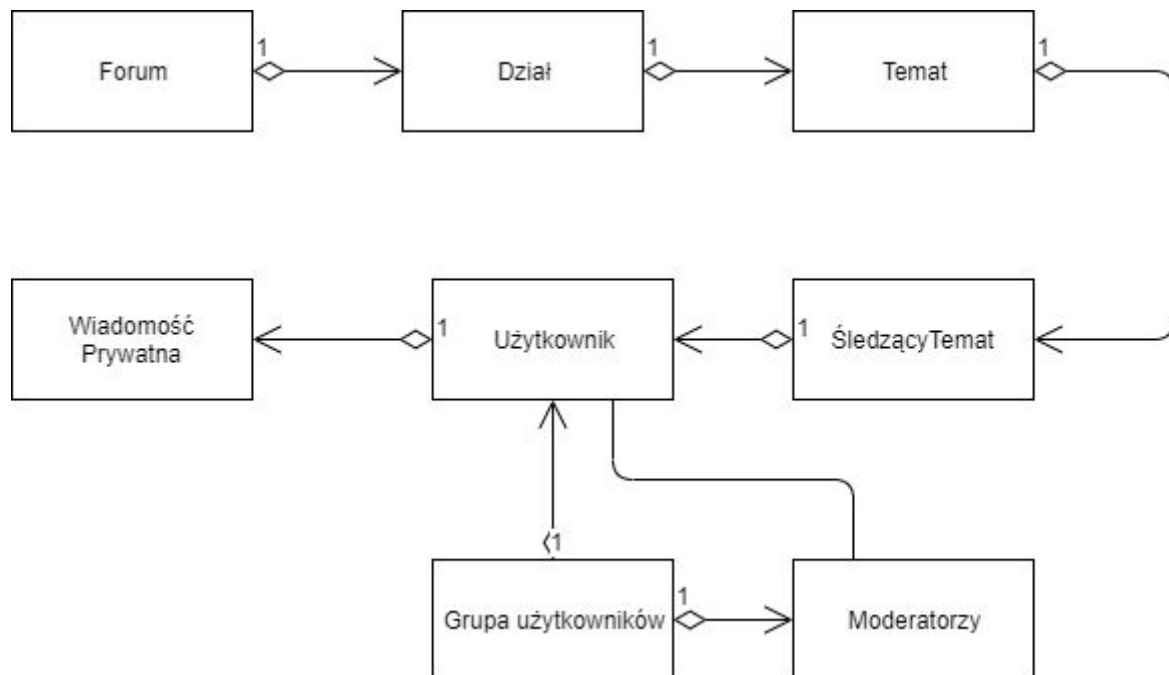 1
1
1
Forum
Dział
Temat
Wiadomość
Prywatna
1
Użytkownik
1
ŚledzącyTemat
1
1
Grupa użytkowników
Moderatorzy